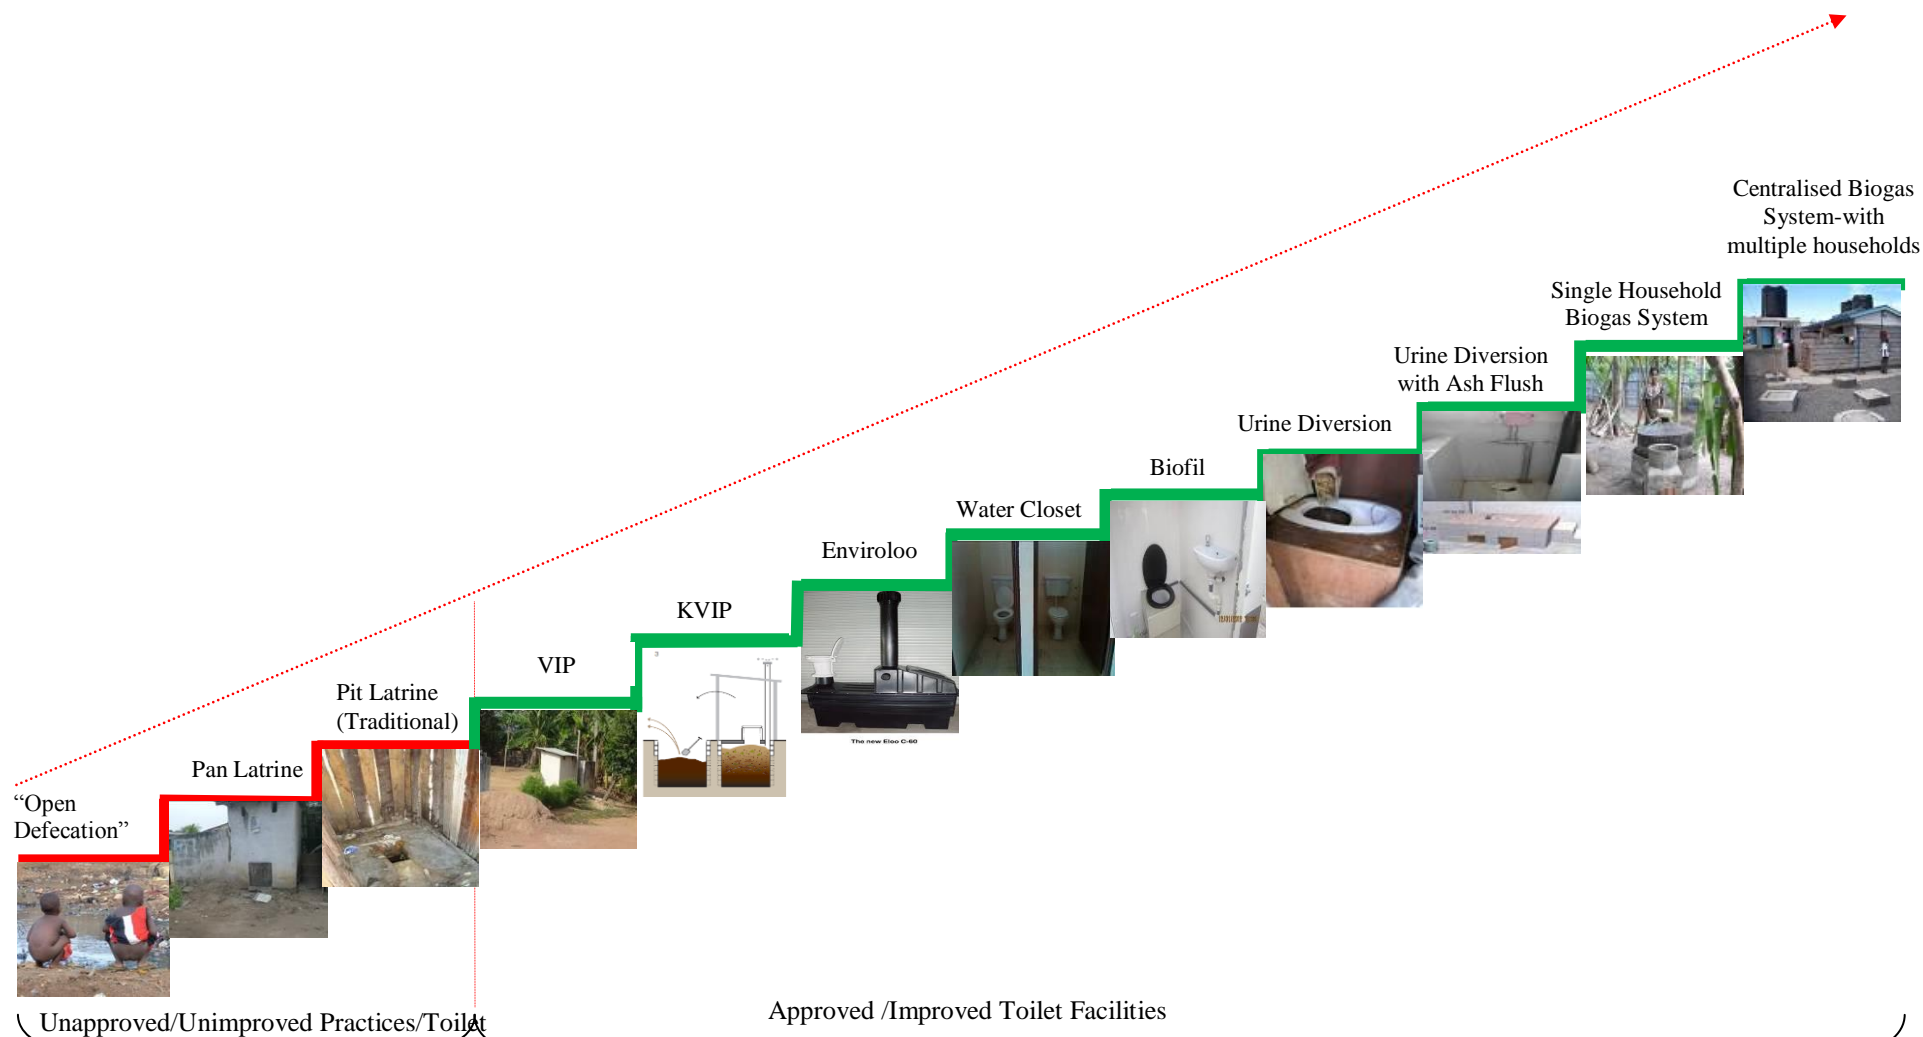 Centralised Biogas
System-with
multiple households
Single Household
Biogas System
Urine Diversion
with Ash Flush
Urine Diversion
Biofil
Water Closet
Enviroloo
KVIP
VIP
Pit Latrine
(Traditional)
Pan Latrine
“Open
Defecation”
The new Eloo C-60
Approved /Improved Toilet Facilities
Unapproved/Unimproved Practices/Toilet